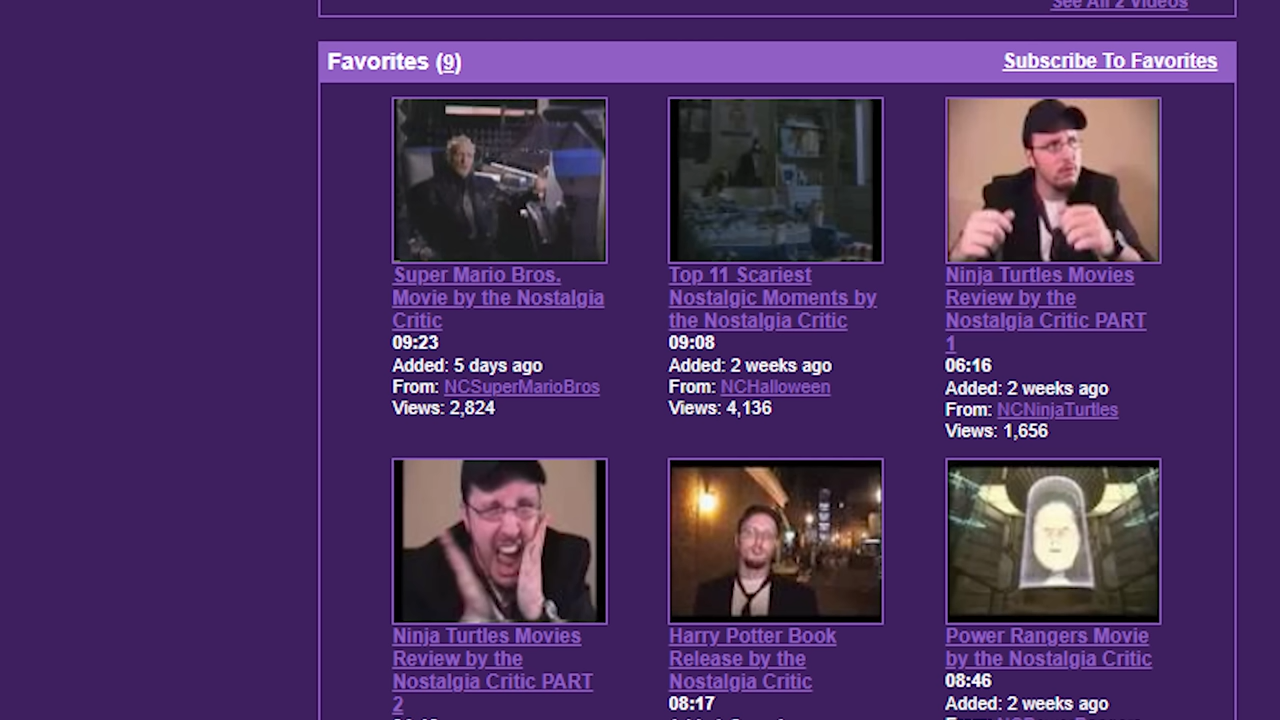 See All 2 Videos
Favorites (9)
Subscribe To Favorites
Super Mario Bros.
Movie by the Nostalgia
Critic
09:23
Added: 5 days ago
From: NCSuperMarioBros
Views: 2,824
Top 11 Scariest
Nostalgic Moments by
the Nostalgia Critic
09:08
Added: 2 weeks ago
From: NCHalloween
Views: 4,136
Ninja Turtles Movies
Review by the
Nostalgia Critic PART
1
06:16
Added: 2 weeks ago
From: NCNinjaTurtles
Views: 1,656
Ninja Turtles Movies
Review by the
Nostalgia Critic PART
2
Harry Potter Book
Release by the
Nostalgia Critic
08:17
Power Rangers Movie
by the Nostalgia Critic
08:46
Added: 2 weeks ago